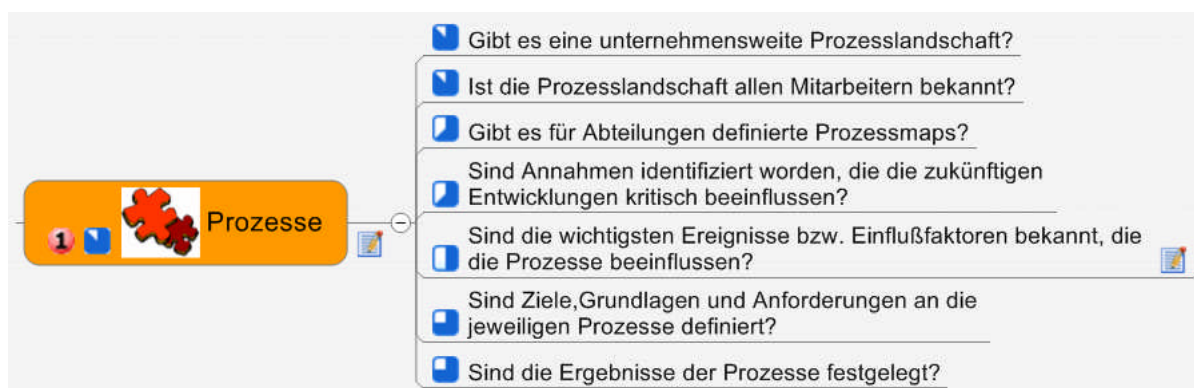 Gibt es eine unternehmensweite Prozesslandschaft?
Ist die Prozesslandschaft allen Mitarbeitern bekannt?
Gibt es für Abteilungen definierte Prozessmaps?
Sind Annahmen identifiziert worden, die die zukünftigen
Entwicklungen kritisch beeinflussen?
1 Prozesse
Sind die wichtigsten Ereignisse bzw. Einflußfaktoren bekannt, die
die Prozesse beeinflussen?
Sind Ziele,Grundlagen und Anforderungen an die
jeweiligen Prozesse definiert?
Sind die Ergebnisse der Prozesse festgelegt?